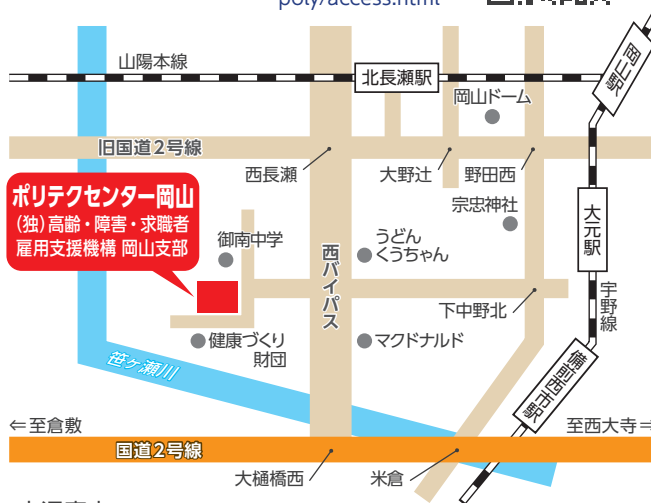 poly/access.html
山陽本線
北長瀬駅
岡山駅
岡山ドーム
旧国道2号線
西長瀬
大野辻
野田西
ポリテクセンター岡山
(独)高齢・障害・求職者
雇用支援機構 岡山支部
宗忠神社
大元駅
御南中学
うどん
くうちゃん
西バイパス
宇野線
下中野北
健康づくり
財団
マクドナルド
笹ヶ瀬川
備前西市駅
⇐至倉敷
至西大寺⇒
国道2号線
大樋橋西
米倉